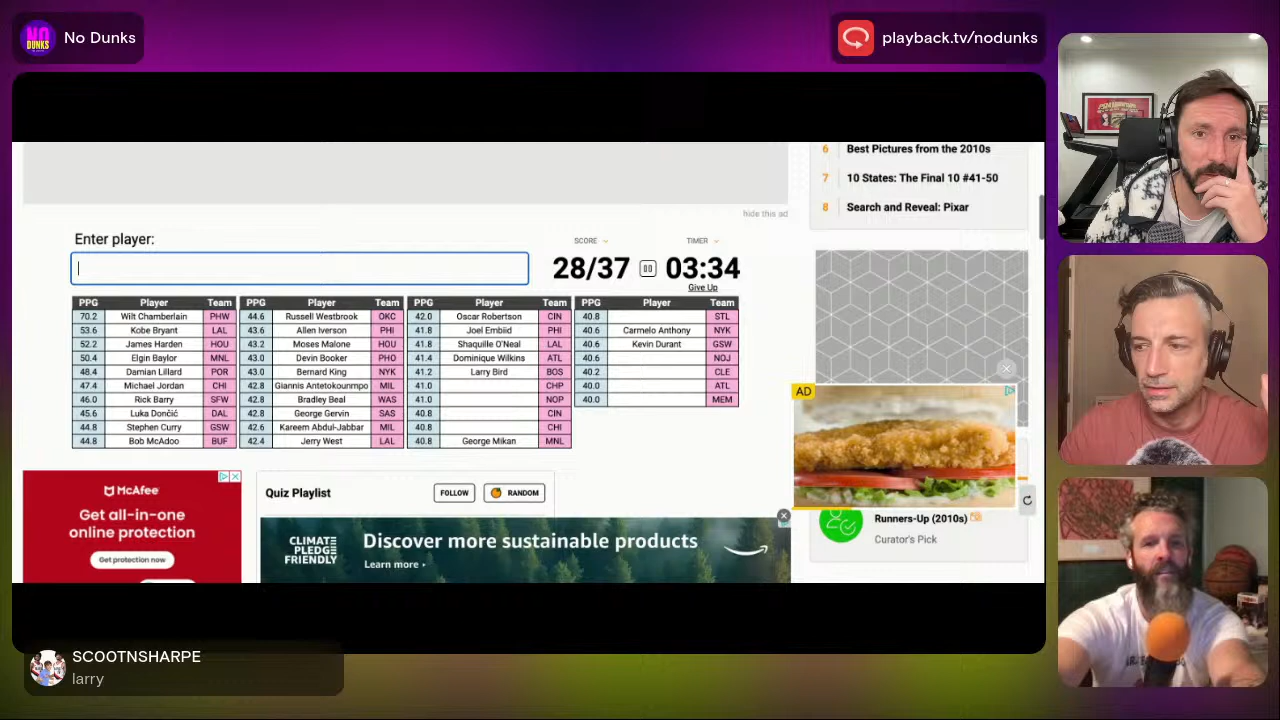 No Dunks
NO
DUNKS
playback.tv/nodunks
6 Best Pictures from the 2010s
7 10 States: The Final 10 #41-50
8 Search and Reveal: Pixar
hide this ad
Enter player:
SCORE TIMER
28/37 03:34
Give Up
PPG Player Team PPG Player Team PPG Player Team PPG Player Team
70.2 Wilt Chamberlain PHW 44.6 Russell Westbrook OKC 42.0 Oscar Robertson CIN 40.8 STL
53.6 Kobe Bryant LAL 43.6 Allen Iverson PHI 41.8 Joel Embiid PHI 40.6 Carmelo Anthony NYK
52.2 James Harden HOU 43.2 Moses Malone HOU 41.8 Shaquille O'Neal LAL 40.6 Kevin Durant GSW
50.4 Elgin Baylor MNL 43.0 Devin Booker PHO 41.4 Dominique Wilkins ATL 40.6 NOJ
48.4 Damian Lillard POR 43.0 Bernard King NYK 41.2 Larry Bird BOS 40.2 CLE
47.4 Michael Jordan CHI 42.8 Giannis Antetokounmpo MIL 41.0 CHP 40.0 ATL
46.0 Rick Barry SFW 42.8 Bradley Beal WAS 41.0 NOP 40.0 MEM
45.6 Luka Dončić DAL 42.8 George Gervin SAS 40.8 CIN
44.8 Stephen Curry GSW 42.6 Kareem Abdul-Jabbar MIL 40.8 CHI
44.8 Bob McAdoo BUF 42.4 Jerry West LAL 40.8 George Mikan MNL
AD
McAfee
Get all-in-one
online protection
Get protection now
Quiz Playlist
FOLLOW
RANDOM
CLIMATE
PLEDGE
FRIENDLY
Discover more sustainable products
Learn more
Runners-Up (2010s)
Curator's Pick
SCOOTNSHARPE
larry